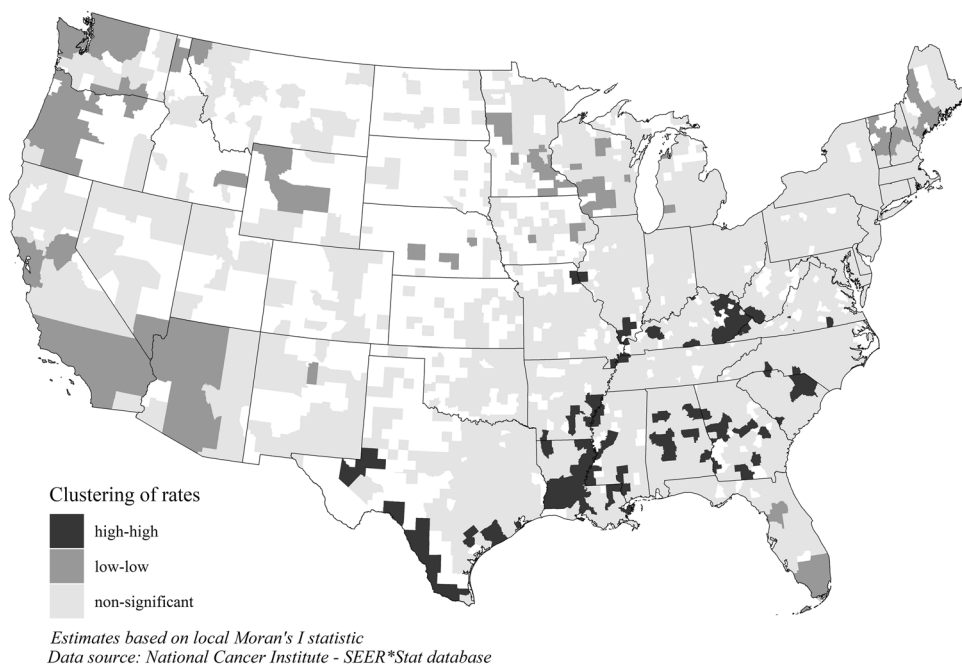 Clustering of rates
high-high
low-low
non-significant
Estimates based on local Moran's I statistic
Data source: National Cancer Institute - SEER*Stat database